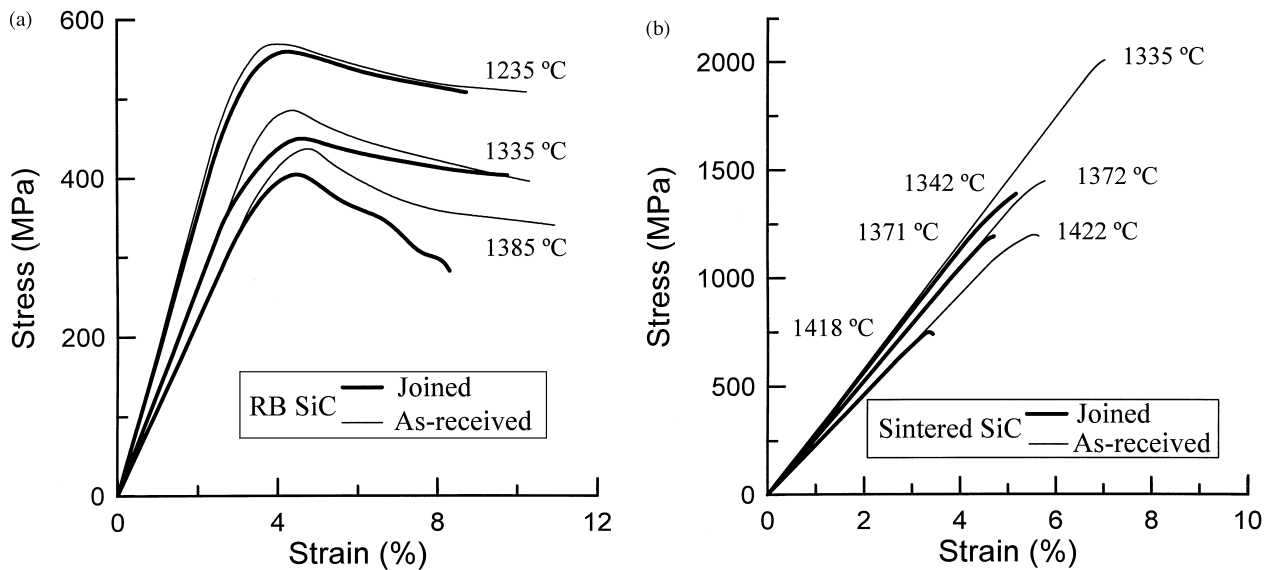 (a)
600
400
200
0
Stress (MPa)
1235 ºC
1335 ºC
1385 ºC
RB SiC
Joined
As-received
0 4 8 12
Strain (%)
(b)
2000
1500
1000
500
0
Stress (MPa)
1335 ºC
1342 ºC
1372 ºC
1371 ºC
1422 ºC
1418 ºC
Sintered SiC
Joined
As-received
0 2 4 6 8 10
Strain (%)